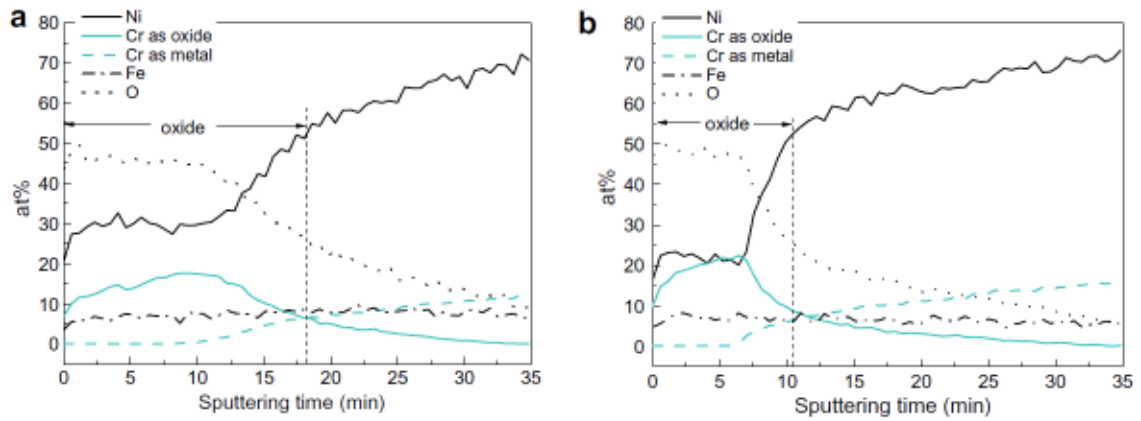 a
Ni
Cr as oxide
Cr as metal
Fe
O
oxide
at%
80
70
60
50
40
30
20
10
0
0 5 10 15 20 25 30 35
Sputtering time (min)
b
Ni
Cr as oxide
Cr as metal
Fe
O
oxide
at%
80
70
60
50
40
30
20
10
0
0 5 10 15 20 25 30 35
Sputtering time (min)